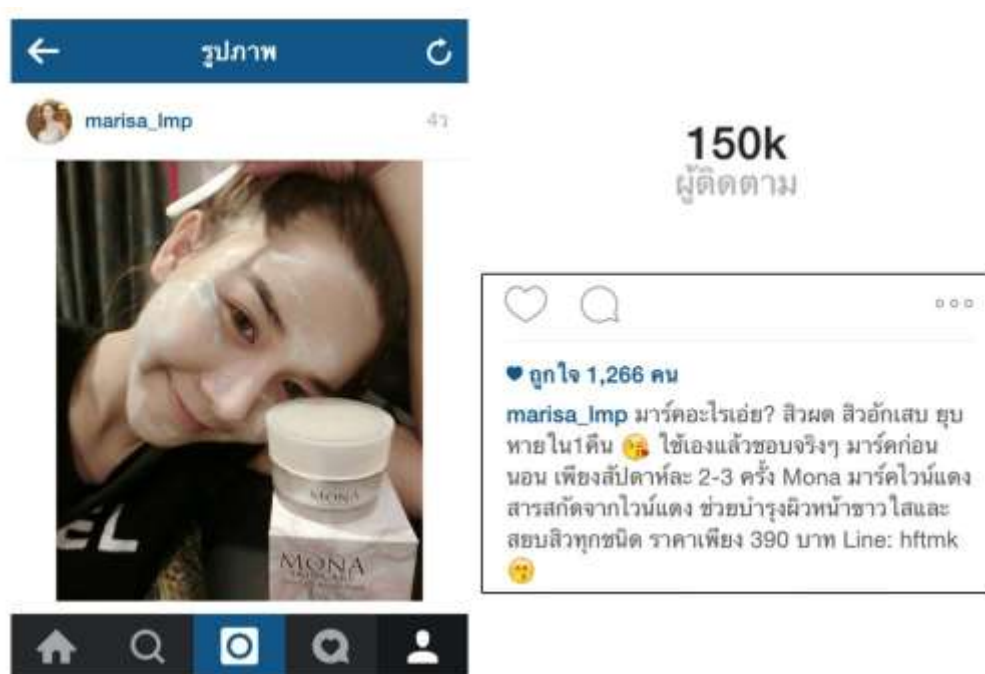 รูปภาพ
marisa_lmp
4ว
MONA
MONA
SKINCARE
150k
ผู้ติดตาม
ถูกใจ 1,266 คน
marisa_lmp มาร์คอะไรเอ่ย? สิวผด สิวอักเสบ ยุบ
หายใน1คืน 😘 ใช้เองแล้วชอบจริงๆ มาร์คก่อน
นอน เพียงสัปดาห์ละ 2-3 ครั้ง Mona มาร์คไวน์แดง
สารสกัดจากไวน์แดง ช่วยบำรุงผิวหน้าขาวใสและ
สยบสิวทุกชนิด ราคาเพียง 390 บาท Line: hftmk
😙